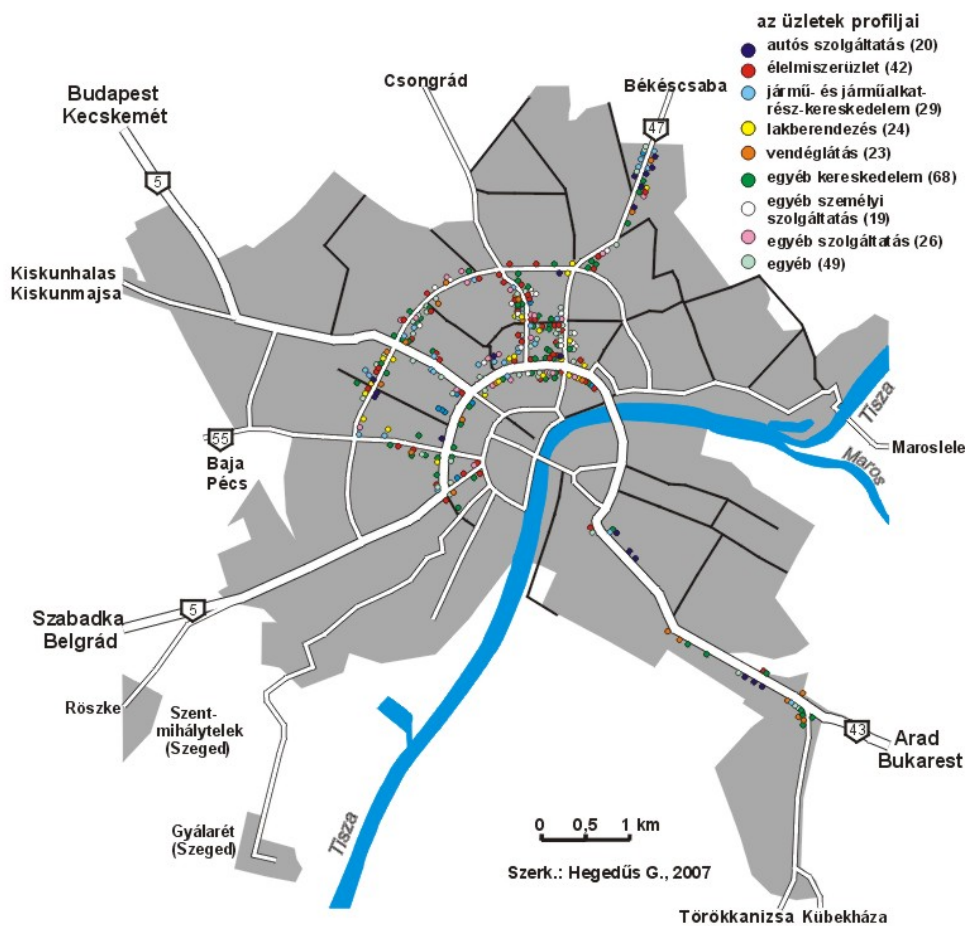 az üzletek profiljai
autós szolgáltatás (20)
élelmiszerüzlet (42)
jármű- és járműalkat-
rész-kereskedelem (29)
lakberendezés (24)
vendéglátás (23)
egyéb kereskedelem (68)
egyéb személyi
szolgáltatás (19)
egyéb szolgáltatás (26)
egyéb (49)
Csongrád
Békéscsaba
Budapest
Kecskemét
47
5
Kiskunhalas
Kiskunmajsa
Tisza
Maroslele
Maros
55
Baja
Pécs
Szabadka
Belgrád
5
Röszke
Szent-
mihálytelek
(Szeged)
43
Arad
Bukarest
Gyálarét
(Szeged)
Tisza
0 0,5 1 km
Szerk.: Hegedűs G., 2007
Törökkanizsa Kübekháza